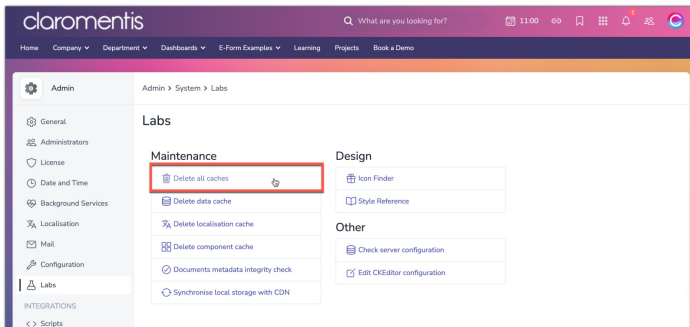 claromentis
What are you looking for?
11:00
1
Home Company Department Dashboards E-Form Examples Learning Projects Book a Demo
Admin
Admin > System > Labs
General
Administrators
License
Date and Time
Background Services
Localisation
Mail
Configuration
Labs
INTEGRATIONS
Scripts
Labs
Maintenance
Delete all caches
Delete data cache
Delete localisation cache
Delete component cache
Documents metadata integrity check
Synchronise local storage with CDN
Design
Icon Finder
Style Reference
Other
Check server configuration
Edit CKEditor configuration